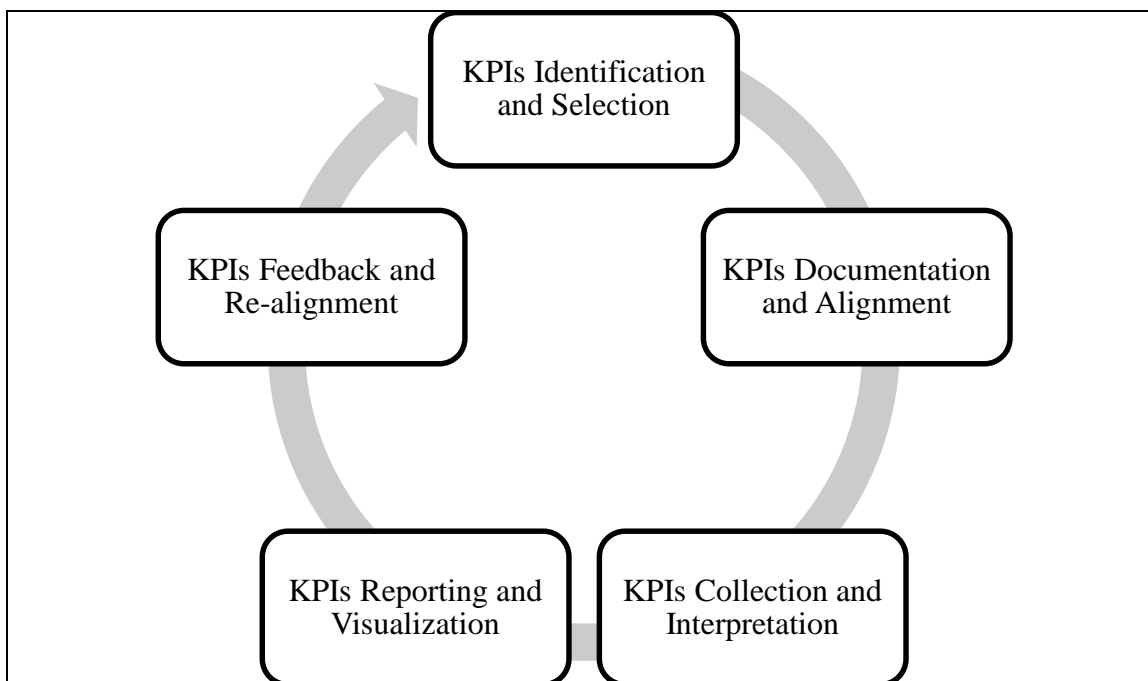 KPIs Identification
and Selection
KPIs Documentation
and Alignment
KPIs Collection and
Interpretation
KPIs Reporting and
Visualization
KPIs Feedback and
Re-alignment